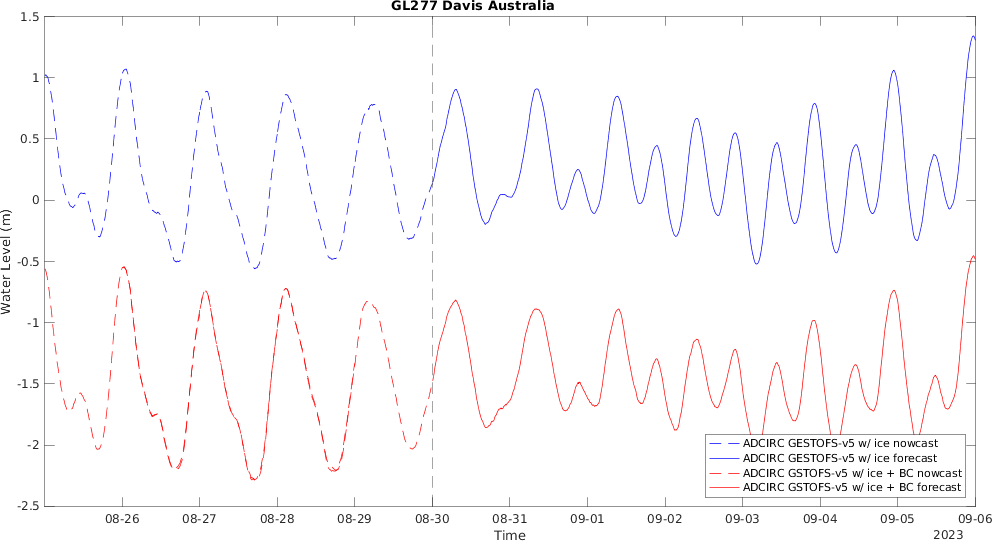 GL277 Davis Australia
1.5
1
0.5
0
-0.5
-1
-1.5
-2
-2.5
Water Level (m)
ADCIRC GESTOFS-v5 w/ ice nowcast
ADCIRC GESTOFS-v5 w/ ice forecast
ADCIRC GSTOFS-v5 w/ ice + BC nowcast
ADCIRC GSTOFS-v5 w/ ice + BC forecast
08-26 08-27 08-28 08-29 08-30 08-31 09-01 09-02 09-03 09-04 09-05 09-06
Time
2023